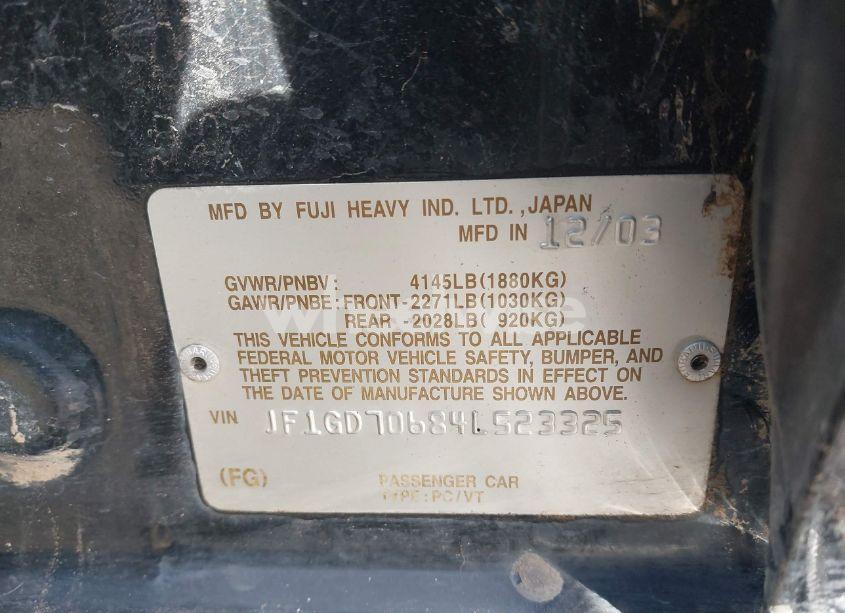 MFD BY FUJI HEAVY IND. LTD.,JAPAN
MFD IN 12/03
GVWR/PNBV: 4145LB(1880KG)
GAWR/PNBE: FRONT-2271LB(1030KG)
REAR -2028LB( 920KG)
THIS VEHICLE CONFORMS TO ALL APPLICABLE
FEDERAL MOTOR VEHICLE SAFETY, BUMPER, AND
THEFT PREVENTION STANDARDS IN EFFECT ON
THE DATE OF MANUFACTURE SHOWN ABOVE.
VIN JF1GD70684L523325
(FG) PASSENGER CAR
TYPE:PC/VT